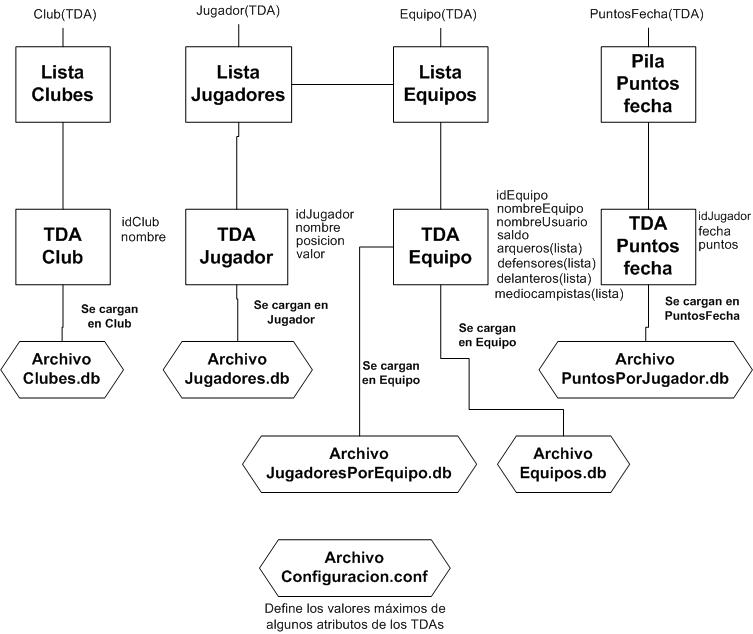 Club(TDA)
Jugador(TDA)
Equipo(TDA)
PuntosFecha(TDA)
Lista
Clubes
Lista
Jugadores
Lista
Equipos
Pila
Puntos
fecha
TDA
Club
idClub
nombre
TDA
Jugador
idJugador
nombre
posicion
valor
TDA
Equipo
idEquipo
nombreEquipo
nombreUsuario
saldo
arqueros(lista)
defensores(lista)
delanteros(lista)
mediocampistas(lista)
TDA
Puntos
fecha
idJugador
fecha
puntos
Se cargan
en Club
Se cargan en
Jugador
Se cargan
en Equipo
Se cargan
en Equipo
Se cargan en
PuntosFecha
Archivo
Clubes.db
Archivo
Jugadores.db
Archivo
PuntosPorJugador.db
Archivo
JugadoresPorEquipo.db
Archivo
Equipos.db
Archivo
Configuracion.conf
Define los valores máximos de
algunos atributos de los TDAs